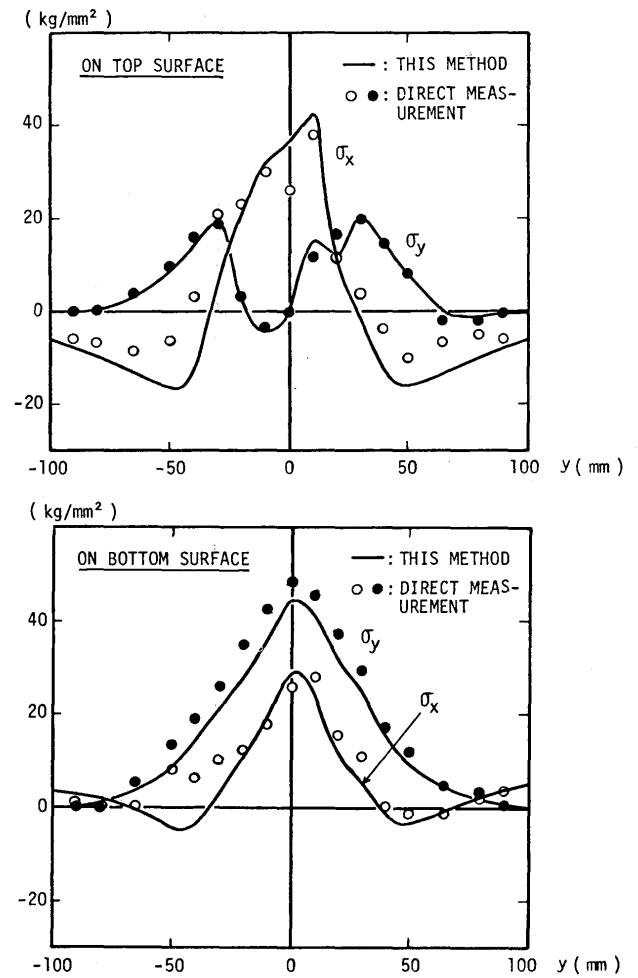 ( kg/mm² )
ON TOP SURFACE
— : THIS METHOD
○ ● : DIRECT MEAS-
UREMENT
40
σx
20
σy
0
-20
-100 -50 0 50 100
y ( mm )
( kg/mm² )
ON BOTTOM SURFACE
— : THIS METHOD
○ ● : DIRECT MEAS-
UREMENT
40
σy
20
σx
0
-20
-100 -50 0 50 100
y ( mm )